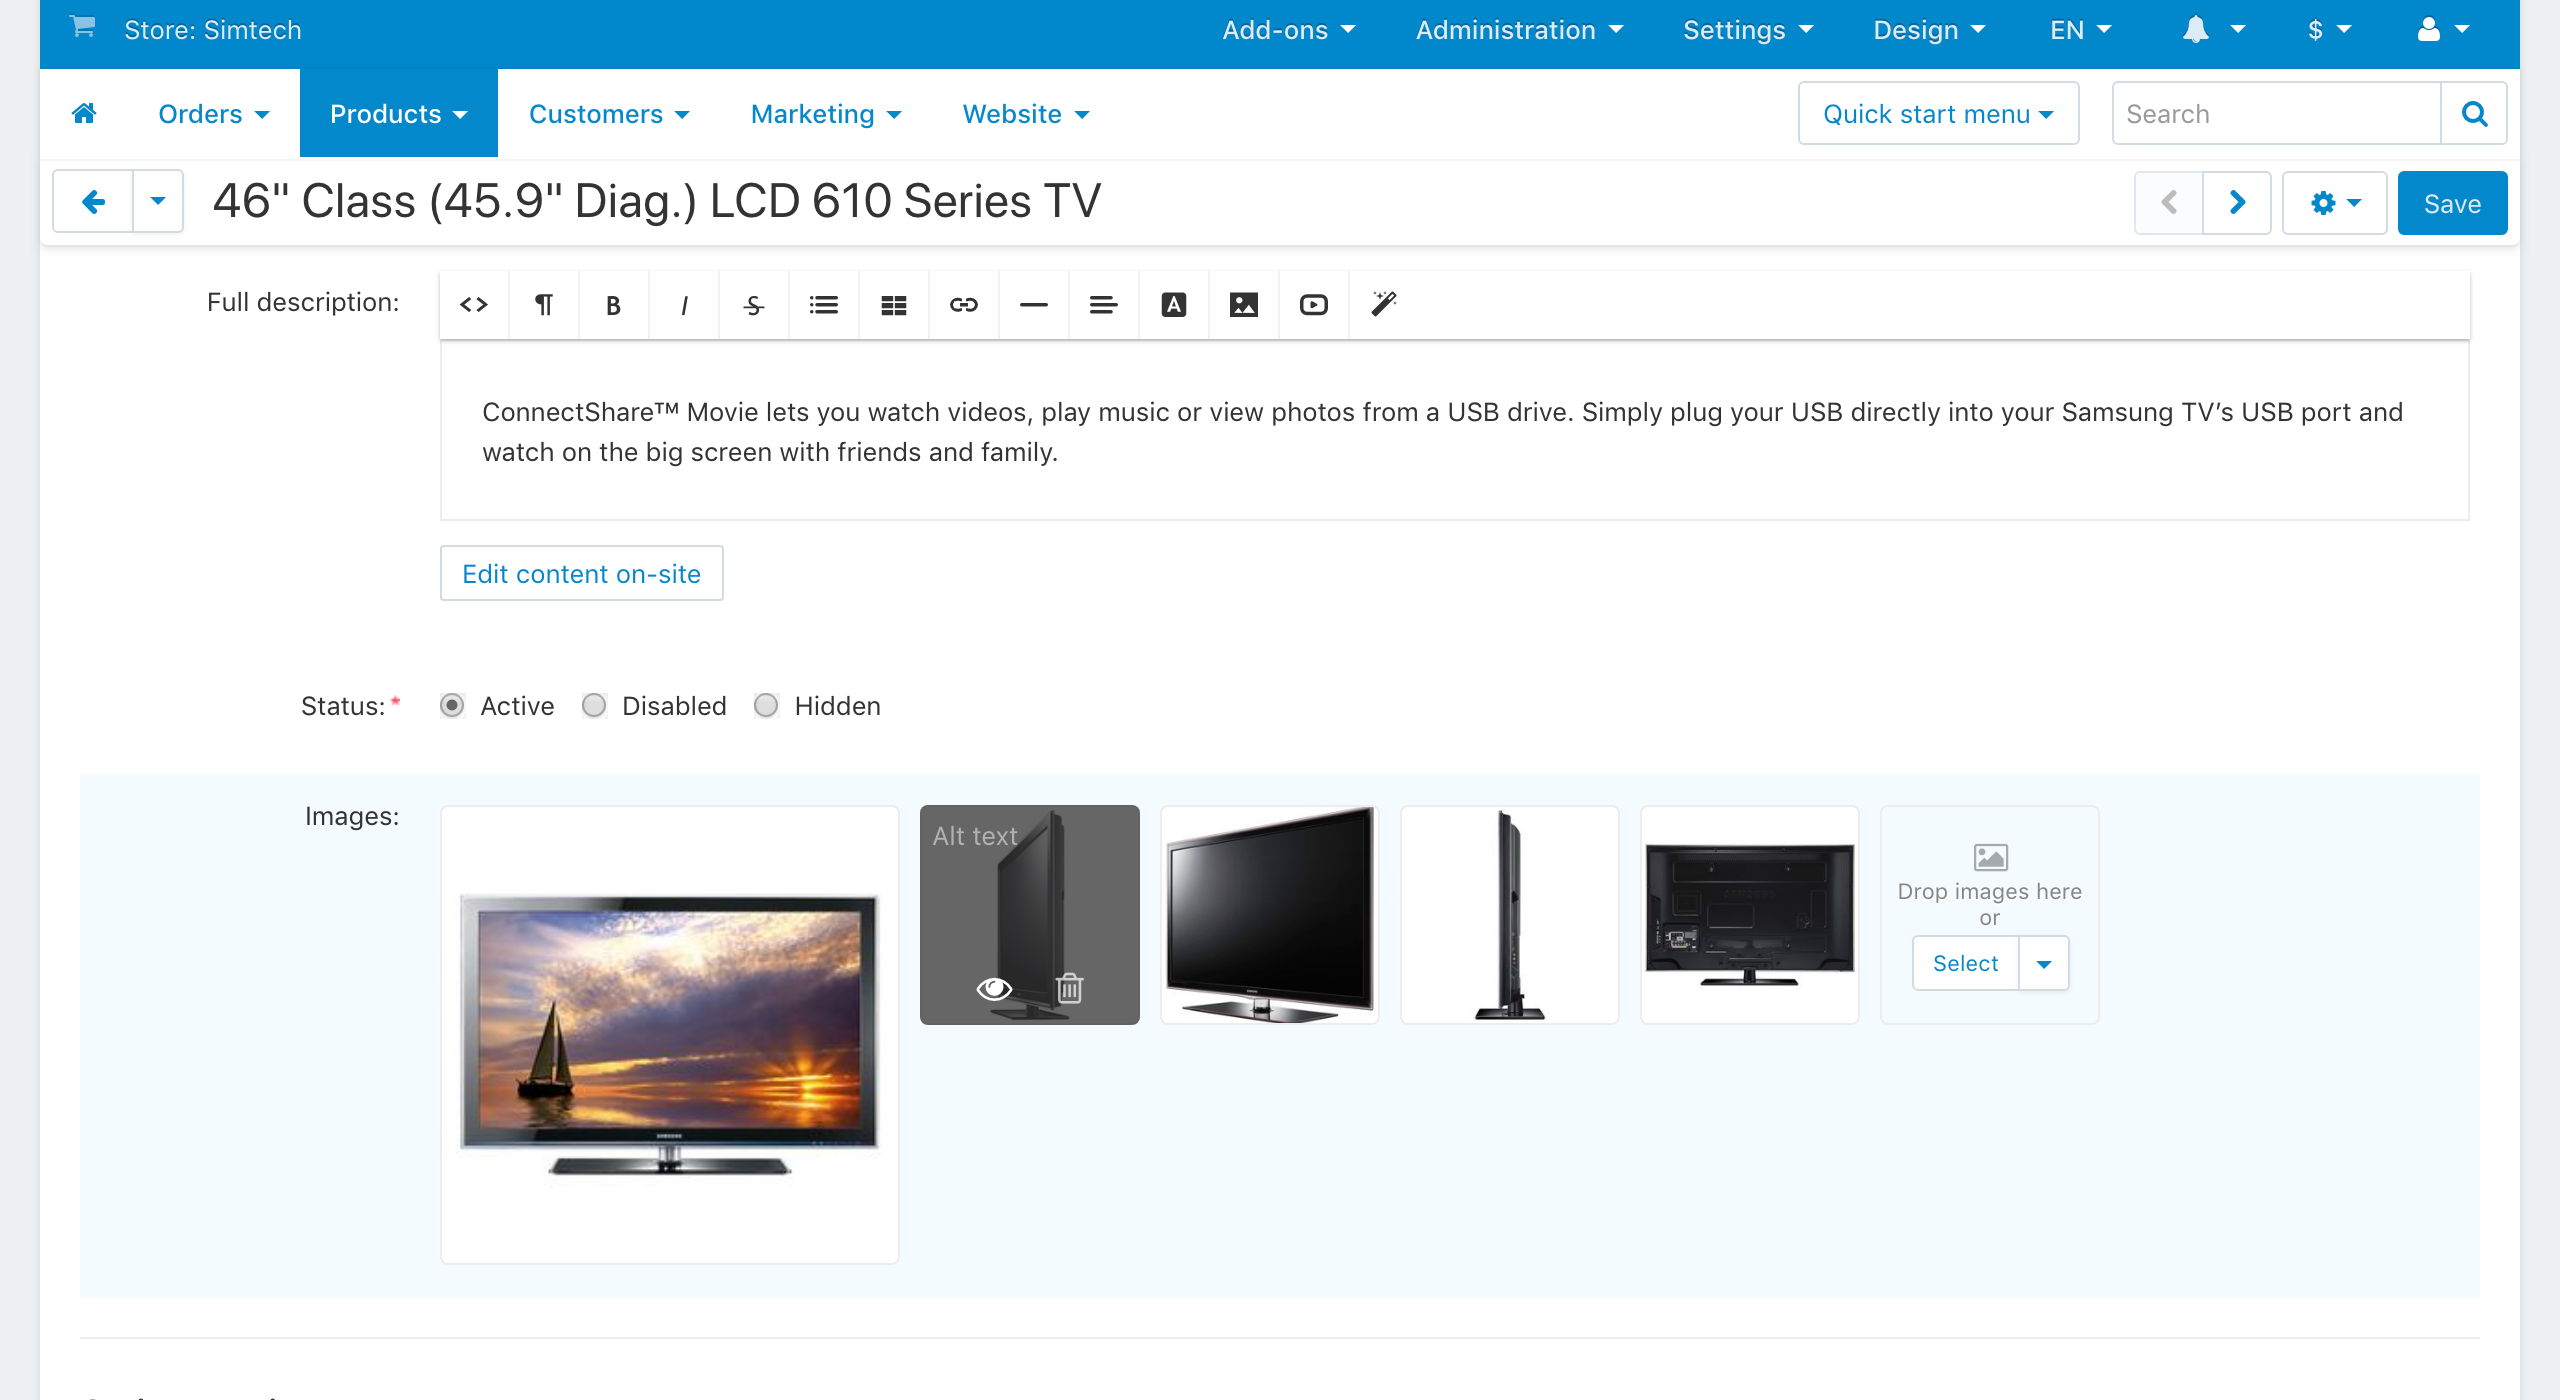 Store: Simtech
Add-ons
Administration
Settings
Design
EN
$
Orders
Products
Customers
Marketing
Website
Quick start menu
Search
46" Class (45.9" Diag.) LCD 610 Series TV
Save
Full description:
B
I
S
A
ConnectShare™ Movie lets you watch videos, play music or view photos from a USB drive. Simply plug your USB directly into your Samsung TV’s USB port and
watch on the big screen with friends and family.
Edit content on-site
Status:*
Active
Disabled
Hidden
Images:
Alt text
SAMSUNG
Drop images here
or
Select